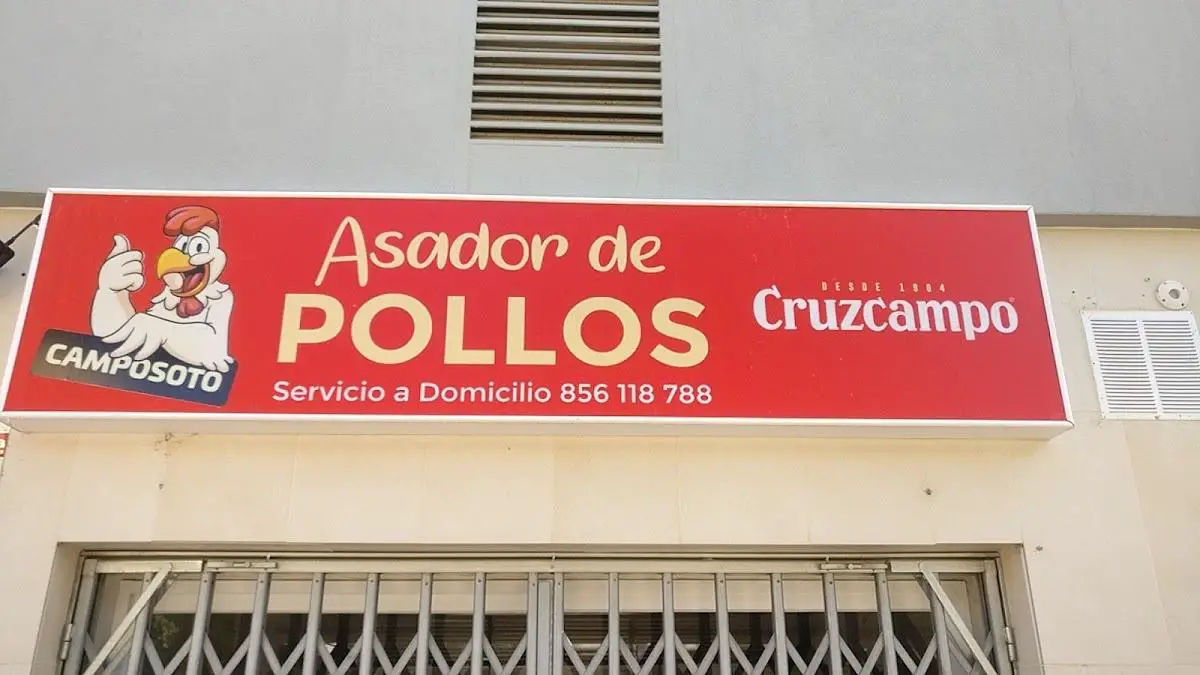 CAMPOSOTO
Asador de
POLLOS
Servicio a Domicilio 856 118 788
DESDE 1904
Cruzcampo